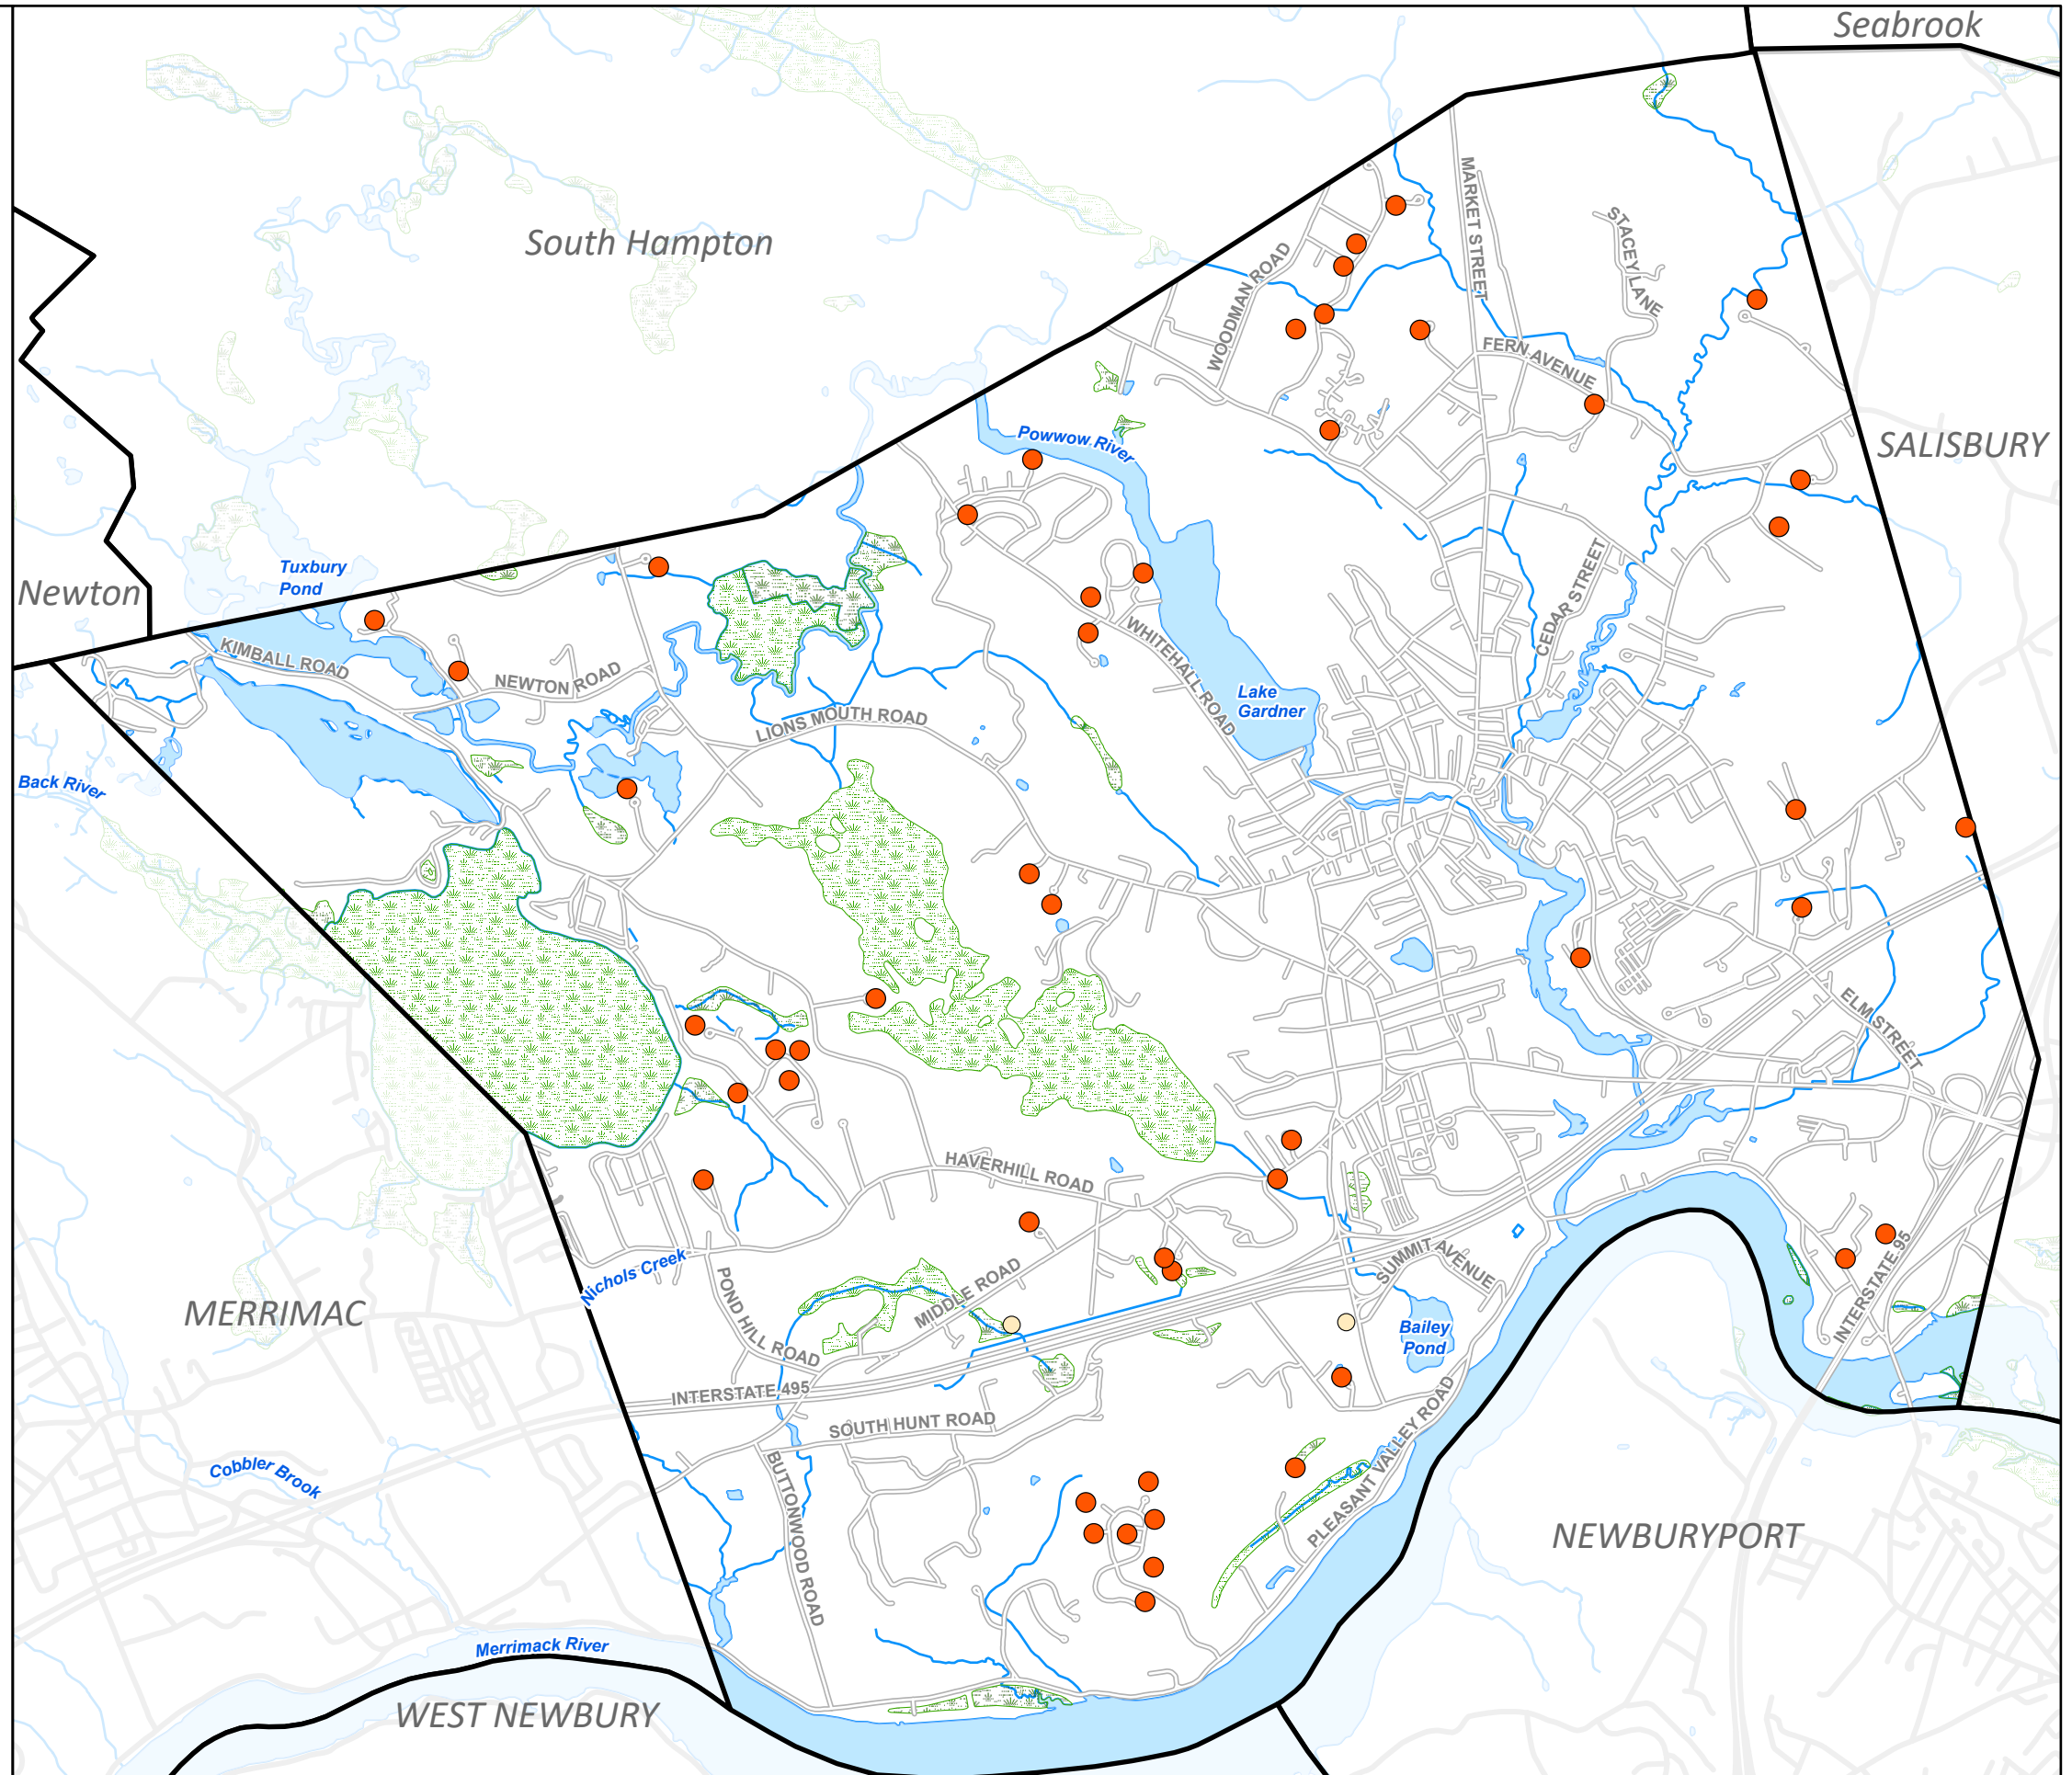 Seabrook
South Hampton
MARKET STREET
STACEY LANE
WOODMAN ROAD
FERN AVENUE
Powwow River
SALISBURY
Tuxbury
Pond
Newton
CEDAR STREET
KIMBALL ROAD
NEWTON ROAD
WHITEHALL ROAD
Lake
Gardner
LIONS MOUTH ROAD
Back River
ELM STREET
HAVERHILL ROAD
Nichols Creek
SUMMIT AVENUE
INTERSTATE 95
MERRIMAC
POND HILL ROAD
MIDDLE ROAD
Bailey
Pond
INTERSTATE 495
SOUTH HUNT ROAD
PLEASANT VALLEY ROAD
Cobbler Brook
BUTTONWOOD ROAD
NEWBURYPORT
Merrimack River
WEST NEWBURY